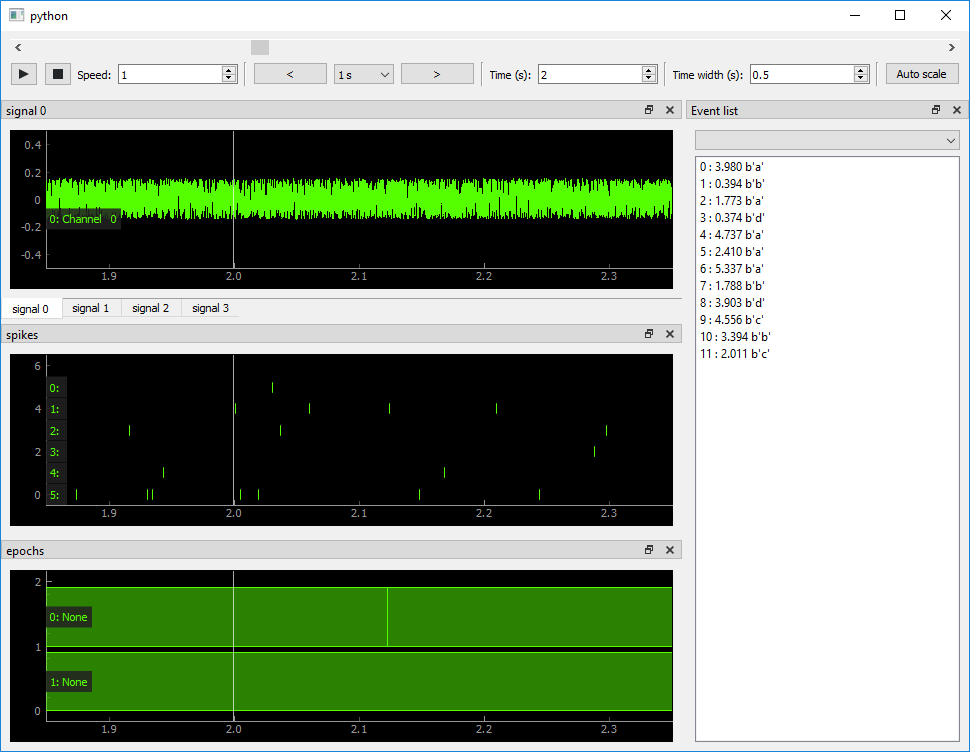 python
Speed: 1 < 1 s > Time (s): 2 Time width (s): 0.5 Auto scale
signal 0
0.4
0.2
0
-0.2
-0.4
0: Channel 0
1.9 2.0 2.1 2.2 2.3
signal 0 signal 1 signal 2 signal 3
spikes
6
4
2
0
0:
1:
2:
3:
4:
5:
1.9 2.0 2.1 2.2 2.3
epochs
2
1
0
0: None
1: None
1.9 2.0 2.1 2.2 2.3
Event list
0 : 3.980 b'a'
1 : 0.394 b'b'
2 : 1.773 b'a'
3 : 0.374 b'd'
4 : 4.737 b'a'
5 : 2.410 b'a'
6 : 5.337 b'a'
7 : 1.788 b'b'
8 : 3.903 b'd'
9 : 4.556 b'c'
10 : 3.394 b'b'
11 : 2.011 b'c'